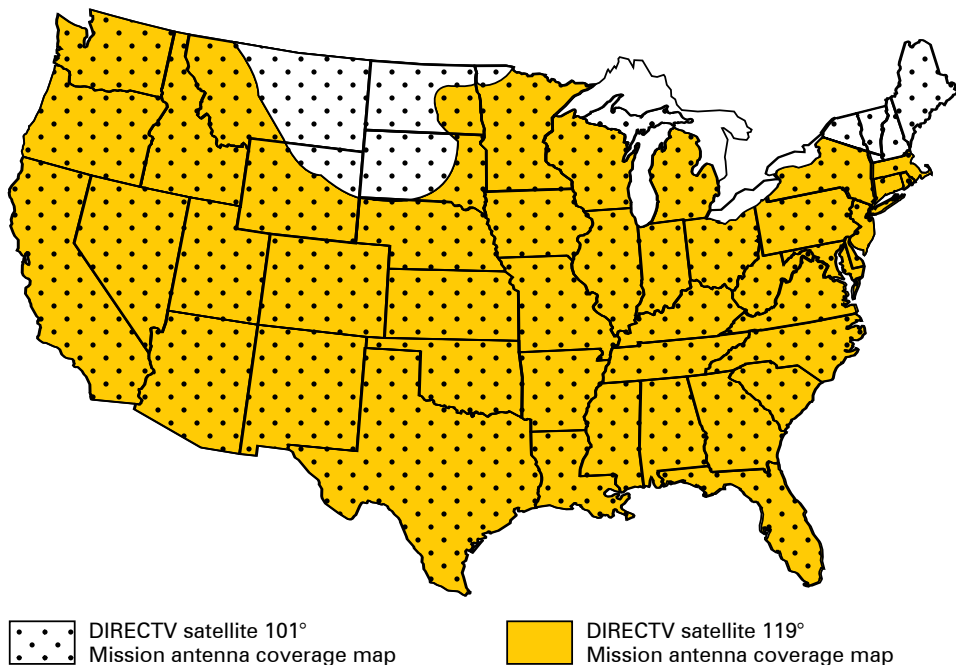 DIRECTV satellite 101°
Mission antenna coverage map
DIRECTV satellite 119°
Mission antenna coverage map